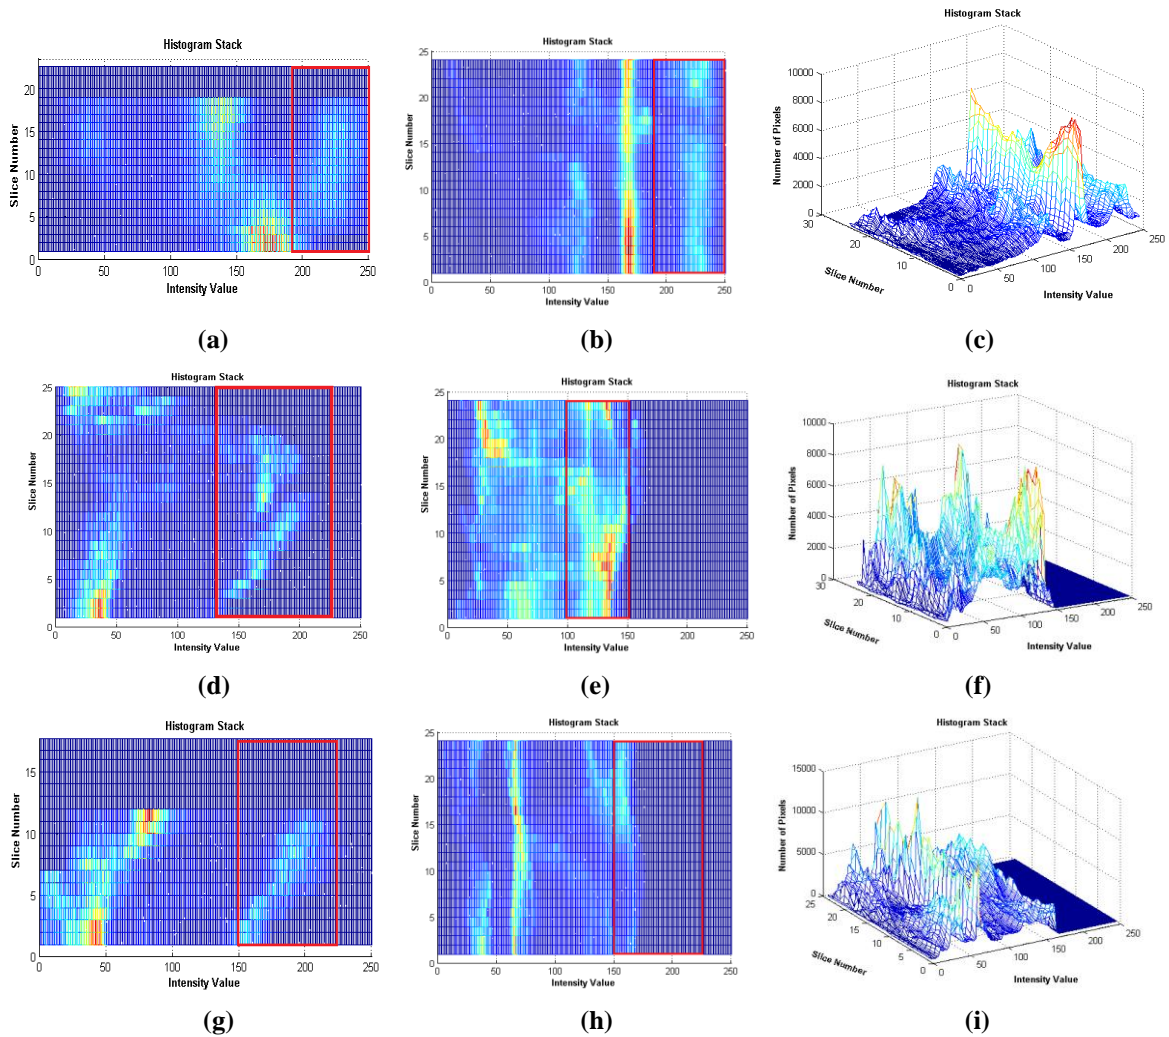 Histogram Stack
Slice Number
20
15
10
5
0
0 50 100 150 200 250
Intensity Value
(a)
Histogram Stack
Slice Number
25
20
15
10
5
0
0 50 100 150 200 250
Intensity Value
(b)
Histogram Stack
Number of Pixels
10000
8000
6000
4000
2000
0
30
20
10
0
Slice Number
0 50 100 150 200 250
Intensity Value
(c)
Histogram Stack
Slice Number
25
20
15
10
5
0
0 50 100 150 200 250
Intensity Value
(d)
Histogram Stack
Slice Number
25
20
15
10
5
0
0 50 100 150 200 250
Intensity Value
(e)
Histogram Stack
Number of Pixels
10000
8000
6000
4000
2000
0
30
20
10
0
Slice Number
0 50 100 150 200 250
Intensity Value
(f)
Histogram Stack
Slice Number
15
10
5
0
0 50 100 150 200 250
Intensity Value
(g)
Histogram Stack
Slice Number
25
20
15
10
5
0
0 50 100 150 200 250
Intensity Value
(h)
Histogram Stack
Number of Pixels
15000
10000
5000
0
25
20
15
10
5
0
Slice Number
0 50 100 150 200 250
Intensity Value
(i)